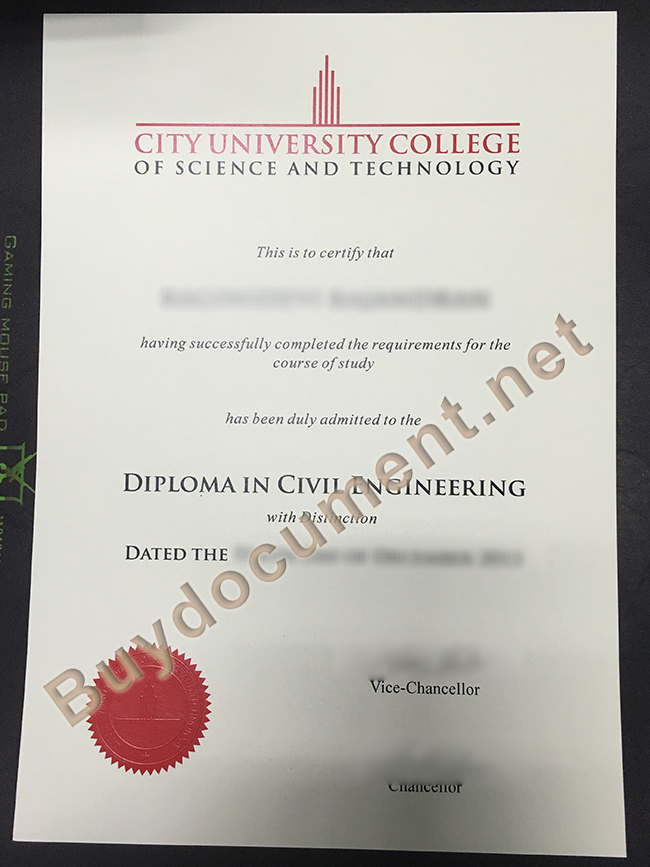 CITY UNIVERSITY COLLEGE
OF SCIENCE AND TECHNOLOGY
This is to certify that
having successfully completed the requirements for the
course of study
has been duly admitted to the
DIPLOMA IN CIVIL ENGINEERING
with Distinction
DATED THE
Vice-Chancellor
Chancellor
Buydocument.net
GAMING MOUSE PAD